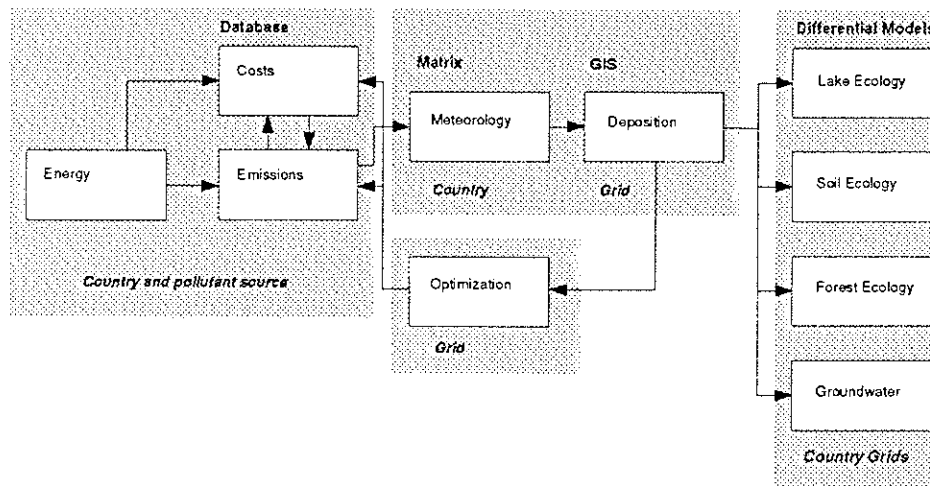 Database
Costs
Energy
Emissions
Country and pollutant source
Matrix
GIS
Meteorology
Deposition
Country
Grid
Optimization
Grid
Differential Models
Lake Ecology
Soil Ecology
Forest Ecology
Groundwater
Country Grids